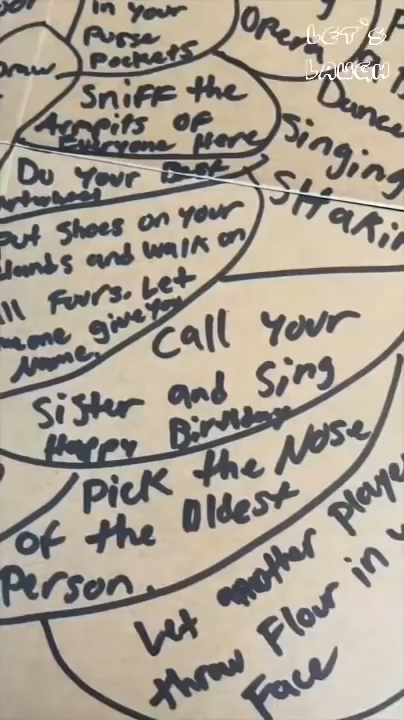 in your
Purse
Pockets
Draw
LET'S
LAUGH
Sniff the
Armpits of
Everyone Here
Dance
Singing
Do your Best
Put Shoes on your
Hands and walk on
all Fours. Let
someone give you
Name.
Call your
Sister and Sing
Happy Birthday
Pick the Nose
of the Oldest
Person.
Let another player
throw Flour in
Face